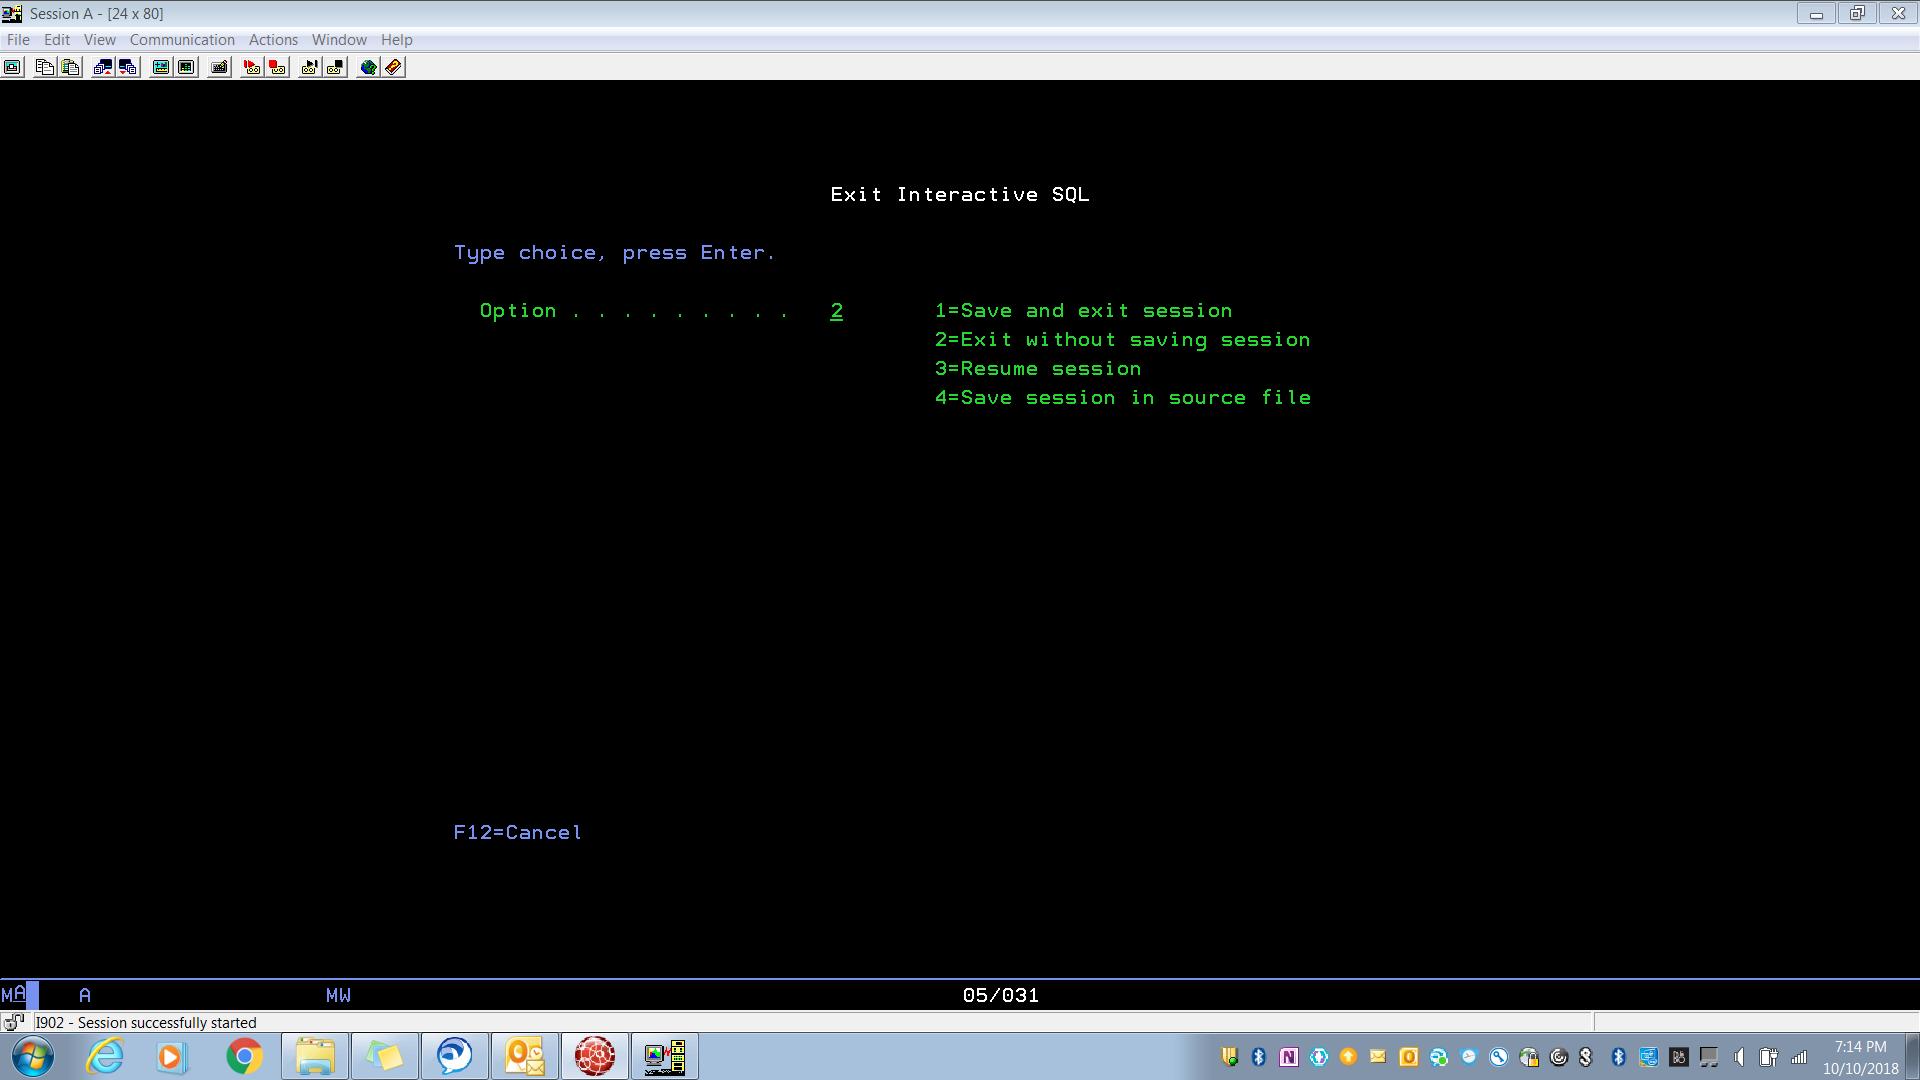 Session A - [24 x 80]
File Edit View Communication Actions Window Help
Exit Interactive SQL
Type choice, press Enter.
Option . . . . . . . . . 2 1=Save and exit session
2=Exit without saving session
3=Resume session
4=Save session in source file
F12=Cancel
MA A MW 05/031
I902 - Session successfully started
7:14 PM
10/10/2018